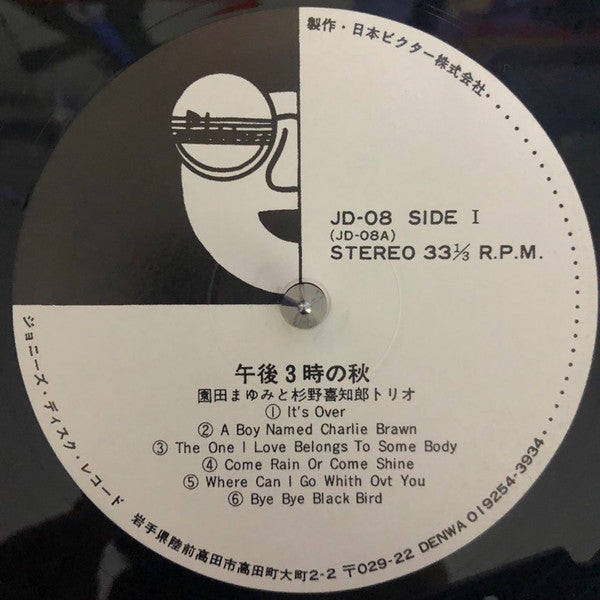 製作・日本ビクター株式会社
JD-08 SIDE I
(JD-08A)
STEREO 33⅓ R.P.M.
午後3時の秋
園田まゆみと杉野喜知郎トリオ
① It's Over
② A Boy Named Charlie Brawn
③ The One I Love Belongs To Some Body
④ Come Rain Or Come Shine
⑤ Where Can I Go Whith Ovt You
⑥ Bye Bye Black Bird
ジョニーズ・ディスク・レコード 岩手県陸前高田市高田町大町2-2 〒029-22 DENWA 019254-3934